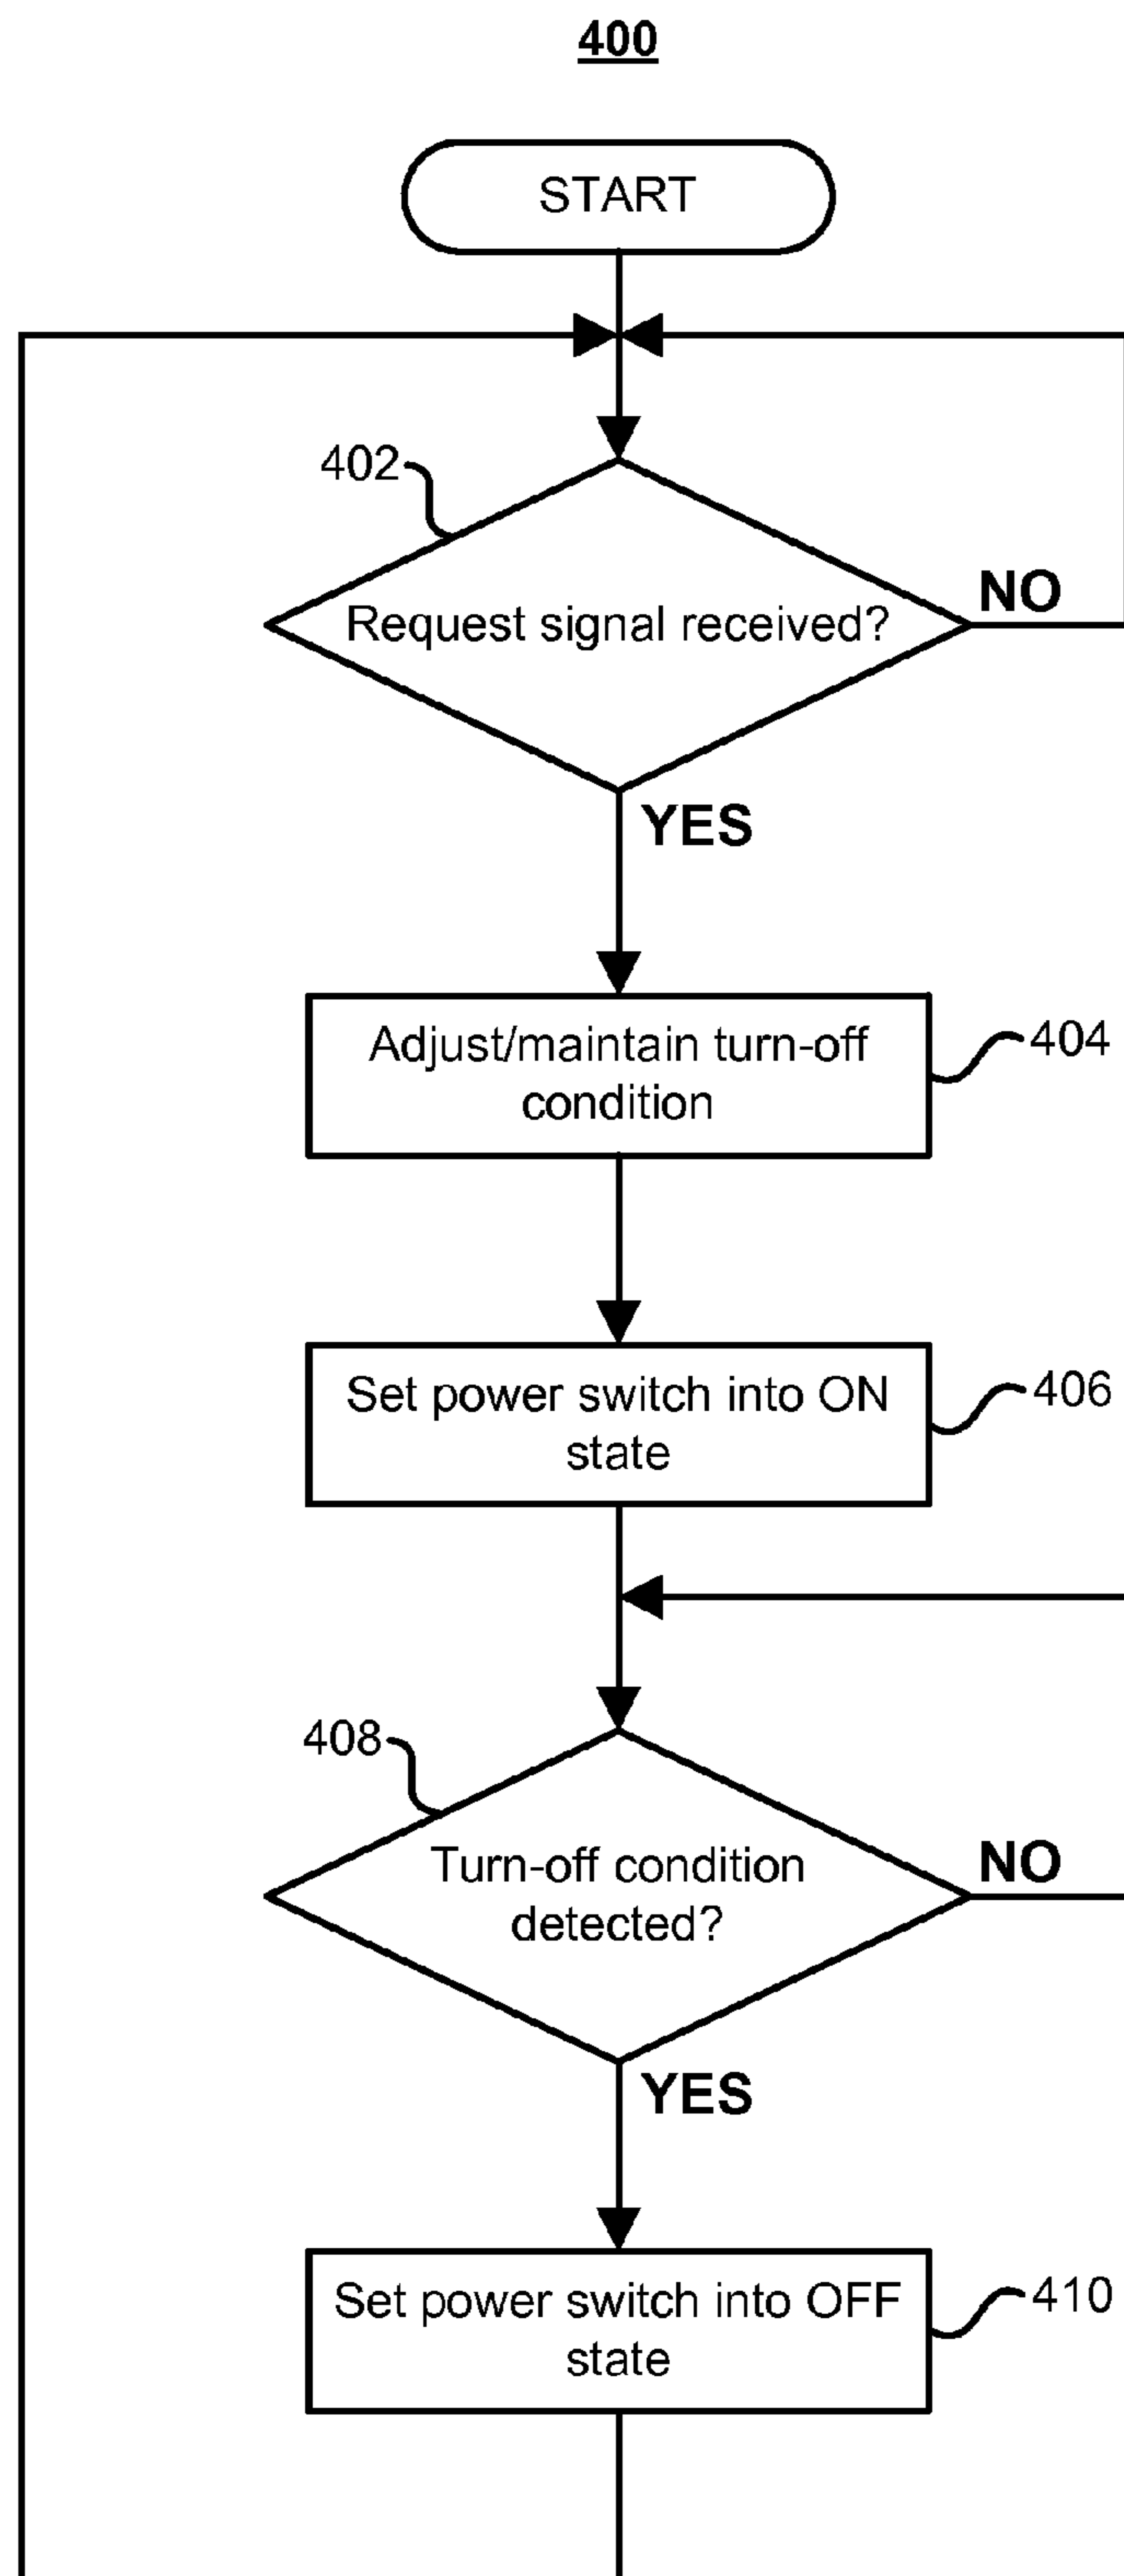 400
START
402
Request signal received?
NO
YES
Adjust/maintain turn-off
condition
404
Set power switch into ON
state
406
408
Turn-off condition
detected?
NO
YES
Set power switch into OFF
state
410